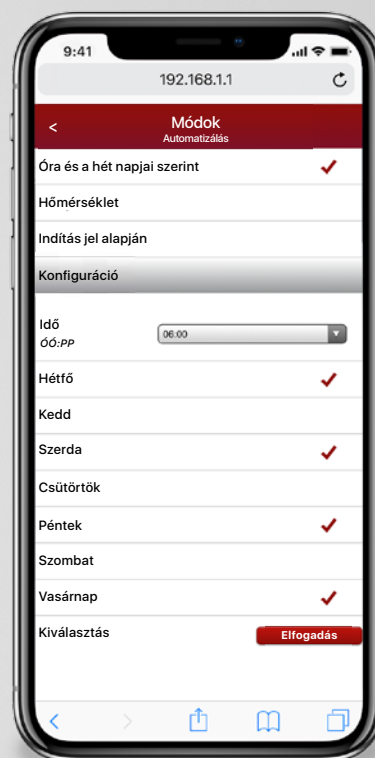 9:41
192.168.1.1
<
Módok
Automatizálás
Óra és a hét napjai szerint
Hőmérséklet
Indítás jel alapján
Konfiguráció
Idő
ÓÓ:PP
06:00
Hétfő
Kedd
Szerda
Csütörtök
Péntek
Szombat
Vasárnap
Kiválasztás
Elfogadás